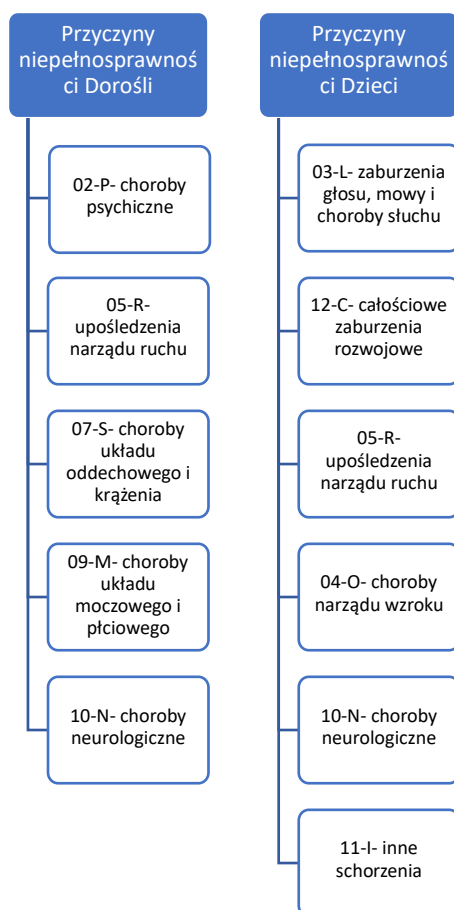 Przyczyny
niepełnosprawnoś
ci Dorośli
02-P- choroby
psychiczne
05-R-
upośledzenia
narządu ruchu
07-S- choroby
układu
oddechowego i
krążenia
09-M- choroby
układu
moczowego i
płciowego
10-N- choroby
neurologiczne
Przyczyny
niepełnosprawnoś
ci Dzieci
03-L- zaburzenia
głosu, mowy i
choroby słuchu
12-C- całościowe
zaburzenia
rozwojowe
05-R-
upośledzenia
narządu ruchu
04-O- choroby
narządu wzroku
10-N- choroby
neurologiczne
11-I- inne
schorzenia